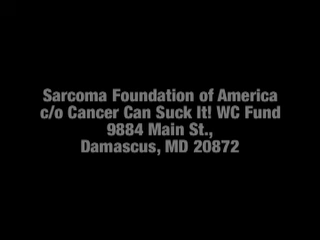 Sarcoma Foundation of America
c/o Cancer Can Suck It! WC Fund
9884 Main St.,
Damascus, MD 20872